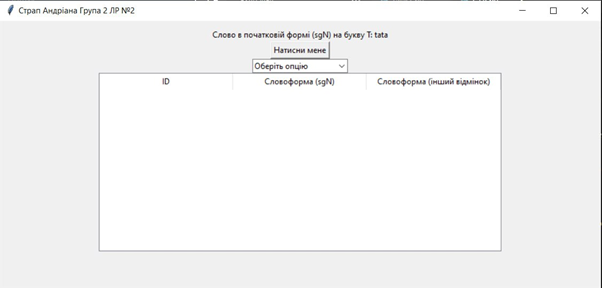 Страп Андріана Група 2 ЛР №2
Слово в початковій формі (sgN) на букву Т: tata
Натисни мене
Оберіть опцію
ID Словоформа (sgN) Словоформа (інший відмінок)